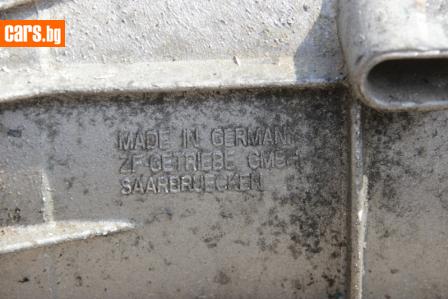 cars.bg
MADE IN GERMANY
ZF GETRIEBE GMBH
SAARBRUECKEN